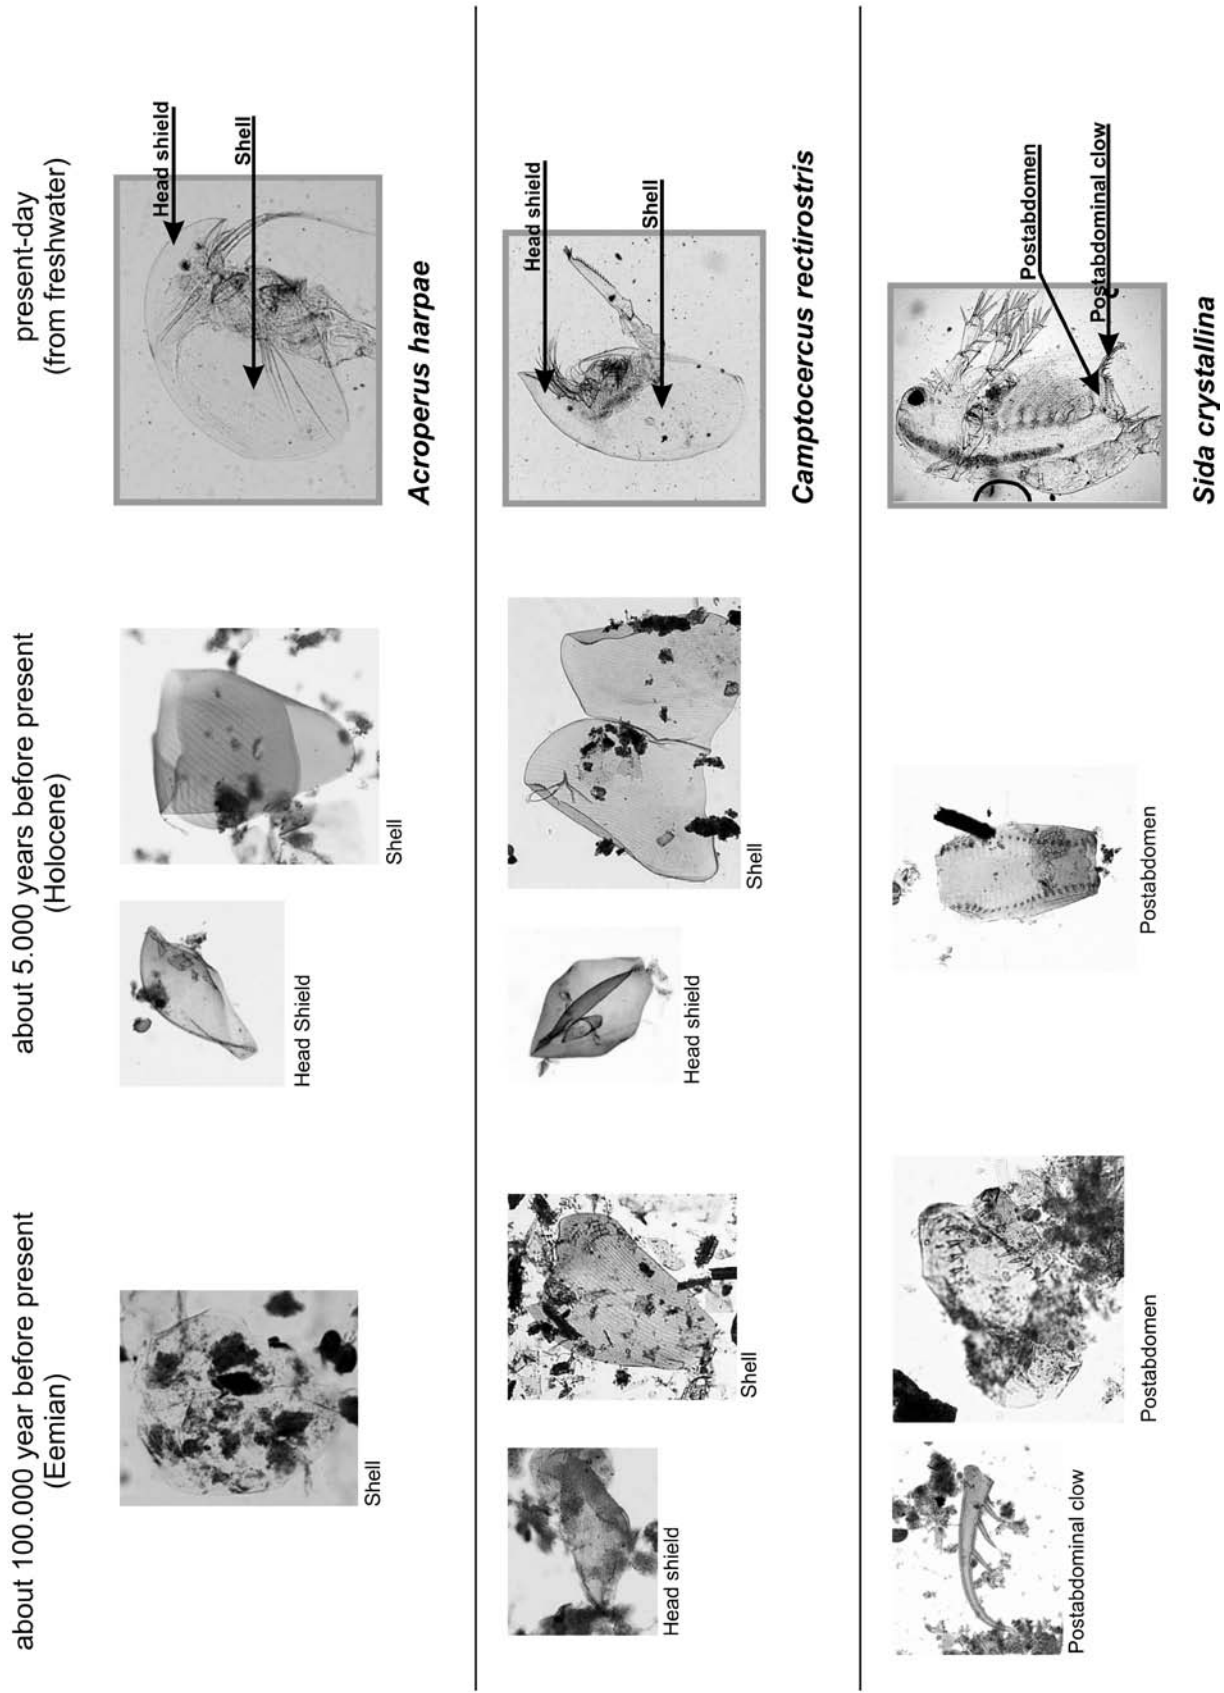 about 100.000 year before present
(Eemian)
about 5.000 years before present
(Holocene)
present-day
(from freshwater)
Shell
Head Shield
Shell
Head shield
Shell
Acroperus harpae
Head shield
Shell
Head shield
Shell
Head shield
Shell
Camptocercus rectirostris
Postabdominal clow
Postabdomen
Postabdomen
Postabdomen
Postabdominal clow
Sida crystallina